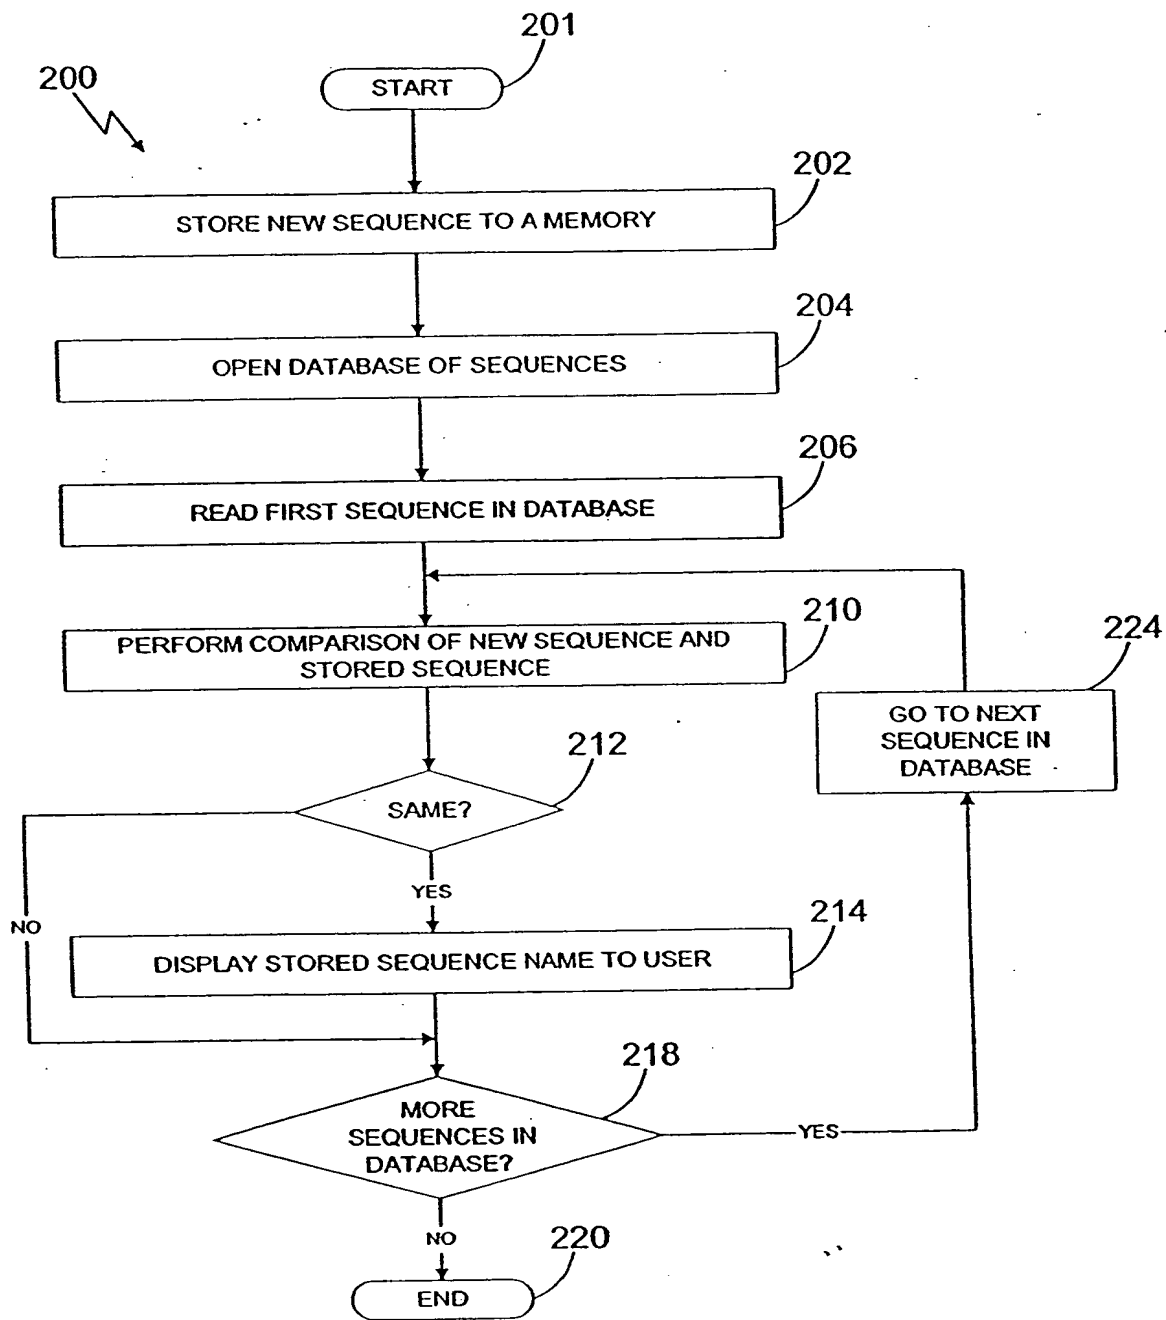 201
200
START
202
STORE NEW SEQUENCE TO A MEMORY
204
OPEN DATABASE OF SEQUENCES
206
READ FIRST SEQUENCE IN DATABASE
210
224
PERFORM COMPARISON OF NEW SEQUENCE AND
STORED SEQUENCE
GO TO NEXT
SEQUENCE IN
DATABASE
212
SAME?
YES
NO
214
DISPLAY STORED SEQUENCE NAME TO USER
218
MORE
SEQUENCES IN
DATABASE?
YES
NO
220
END